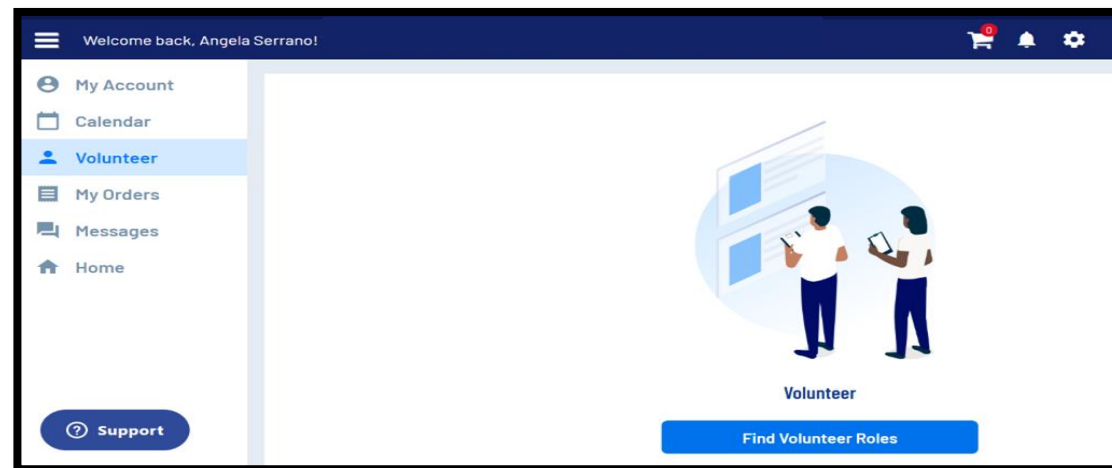 Welcome back, Angela Serrano!
0
My Account
Calendar
Volunteer
My Orders
Messages
Home
Support
Volunteer
Find Volunteer Roles